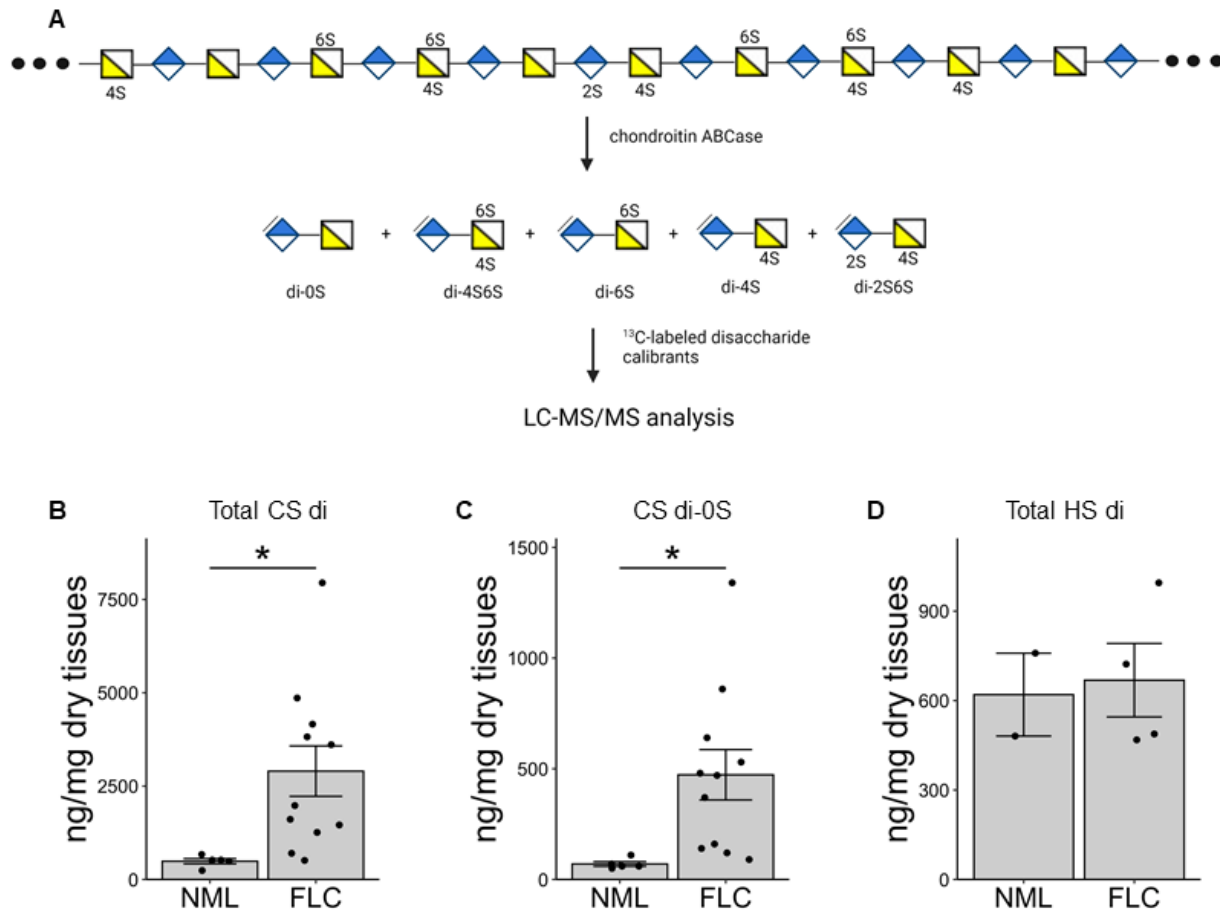 A
6S 6S 6S 6S
4S 4S 2S 4S 4S 4S
chondroitin ABCase
6S 6S
+ + + +
4S 4S 2S 4S
di-0S di-4S6S di-6S di-4S di-2S6S
¹³C-labeled disaccharide
calibrants
LC-MS/MS analysis
B Total CS di
*
ng/mg dry tissues
7500
5000
2500
0
NML FLC
C CS di-0S
*
ng/mg dry tissues
1500
1000
500
0
NML FLC
D Total HS di
ng/mg dry tissues
900
600
300
0
NML FLC